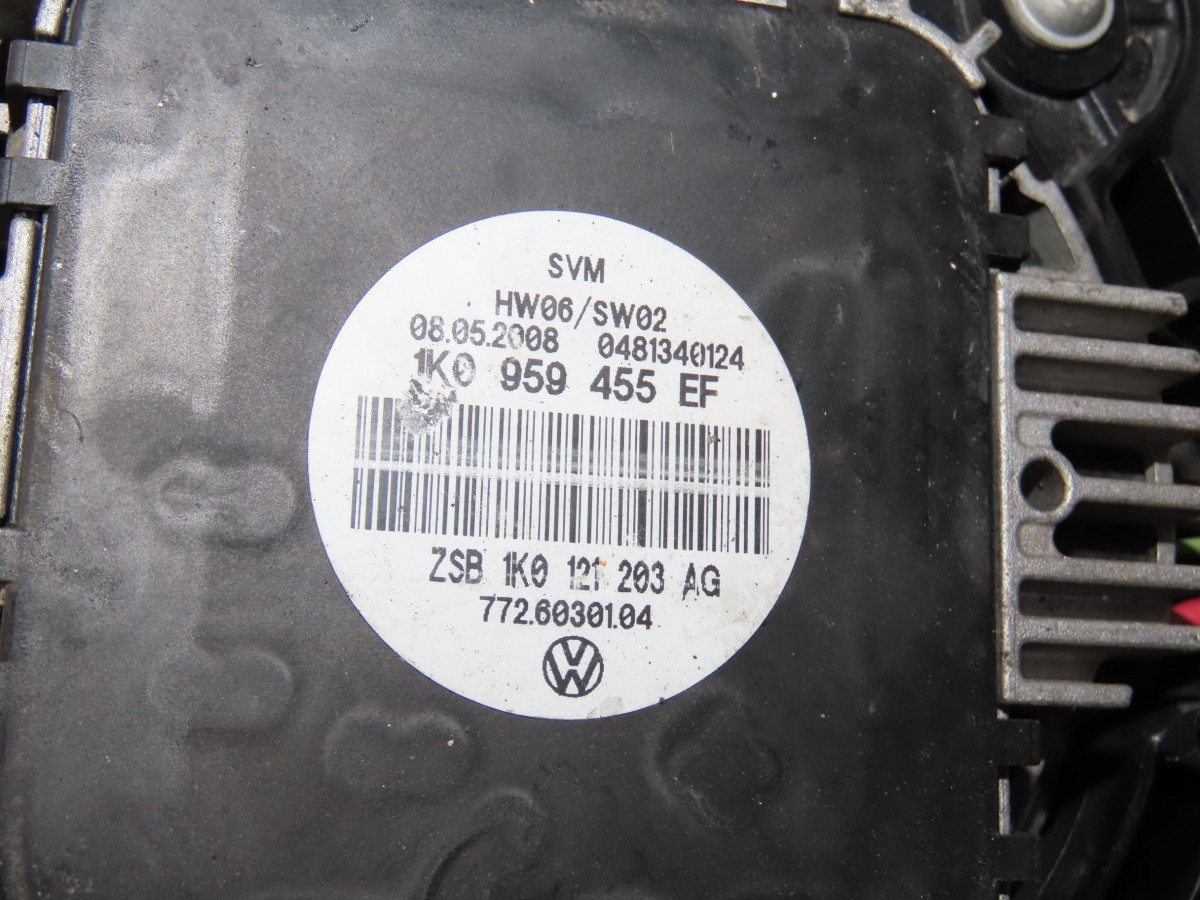 SVM
HW06/SW02
08.05.2008 0481340124
1K0 959 455 EF
ZSB 1K0 121 203 AG
772.60301.04